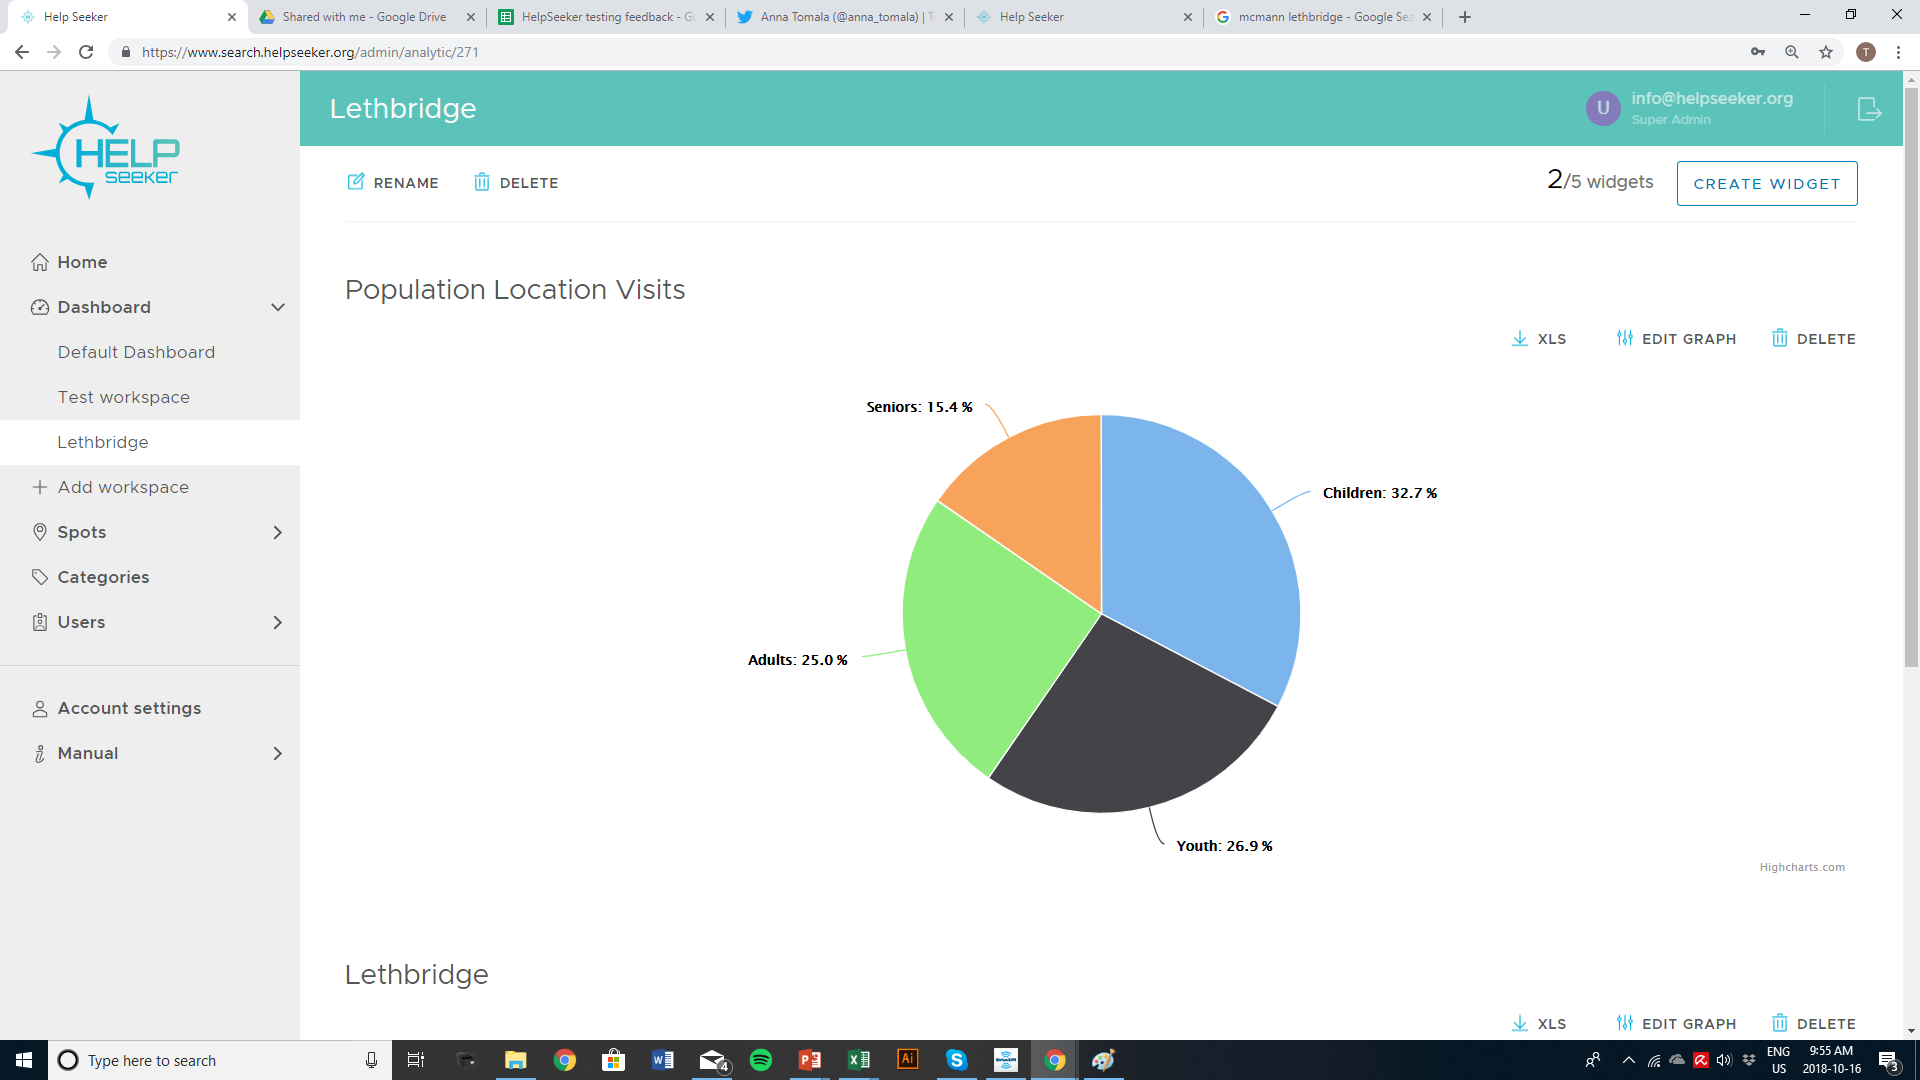 Help Seeker
Shared with me - Google Drive
HelpSeeker testing feedback - Go
Anna Tomala (@anna_tomala) | T
Help Seeker
mcmann lethbridge - Google Sea
https://www.search.helpseeker.org/admin/analytic/271
T
HELP
SEEKER
Lethbridge
U
info@helpseeker.org
Super Admin
RENAME
DELETE
2/5 widgets
CREATE WIDGET
Home
Dashboard
Default Dashboard
Test workspace
Lethbridge
Add workspace
Spots
Categories
Users
Account settings
Manual
Population Location Visits
XLS
EDIT GRAPH
DELETE
Seniors: 15.4 %
Children: 32.7 %
Adults: 25.0 %
Youth: 26.9 %
Highcharts.com
Lethbridge
XLS
EDIT GRAPH
DELETE
Type here to search
4
Ai
ENG
US
9:55 AM
2018-10-16
3